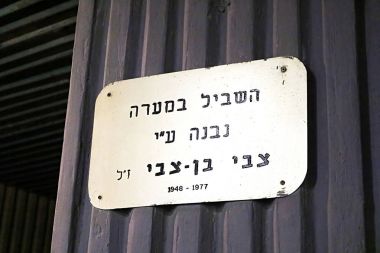 השביל במערה
נבנה ע״י
צבי בן-צבי ז״ל
1948 - 1977